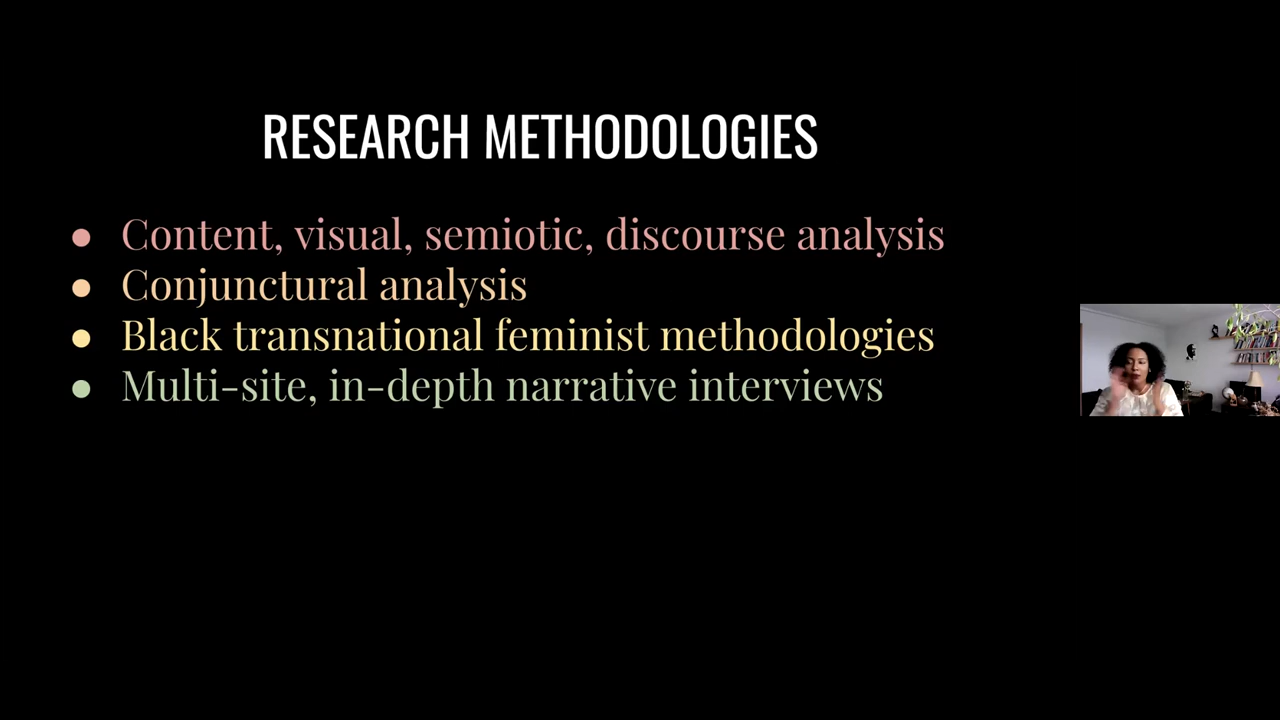 RESEARCH METHODOLOGIES
● Content, visual, semiotic, discourse analysis
● Conjunctural analysis
● Black transnational feminist methodologies
● Multi-site, in-depth narrative interviews